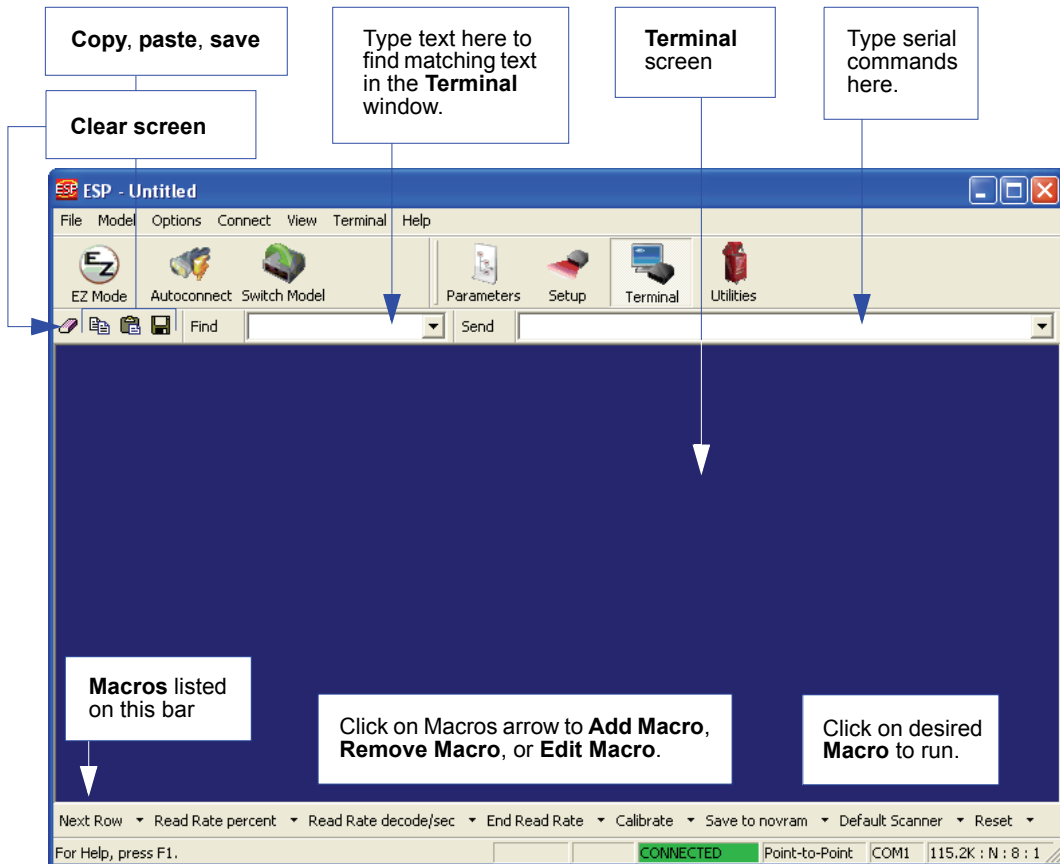 Copy, paste, save
Clear screen
Type text here to
find matching text
in the Terminal
window.
Terminal
screen
Type serial
commands
here.
ESP ESP - Untitled
File Model Options Connect View Terminal Help
EZ
EZ Mode Autoconnect Switch Model Parameters Setup Terminal Utilities
Find Send
Macros listed
on this bar
Click on Macros arrow to Add Macro,
Remove Macro, or Edit Macro.
Click on desired
Macro to run.
Next Row Read Rate percent Read Rate decode/sec End Read Rate Calibrate Save to novram Default Scanner Reset
For Help, press F1. CONNECTED Point-to-Point COM1 115.2K : N : 8 : 1